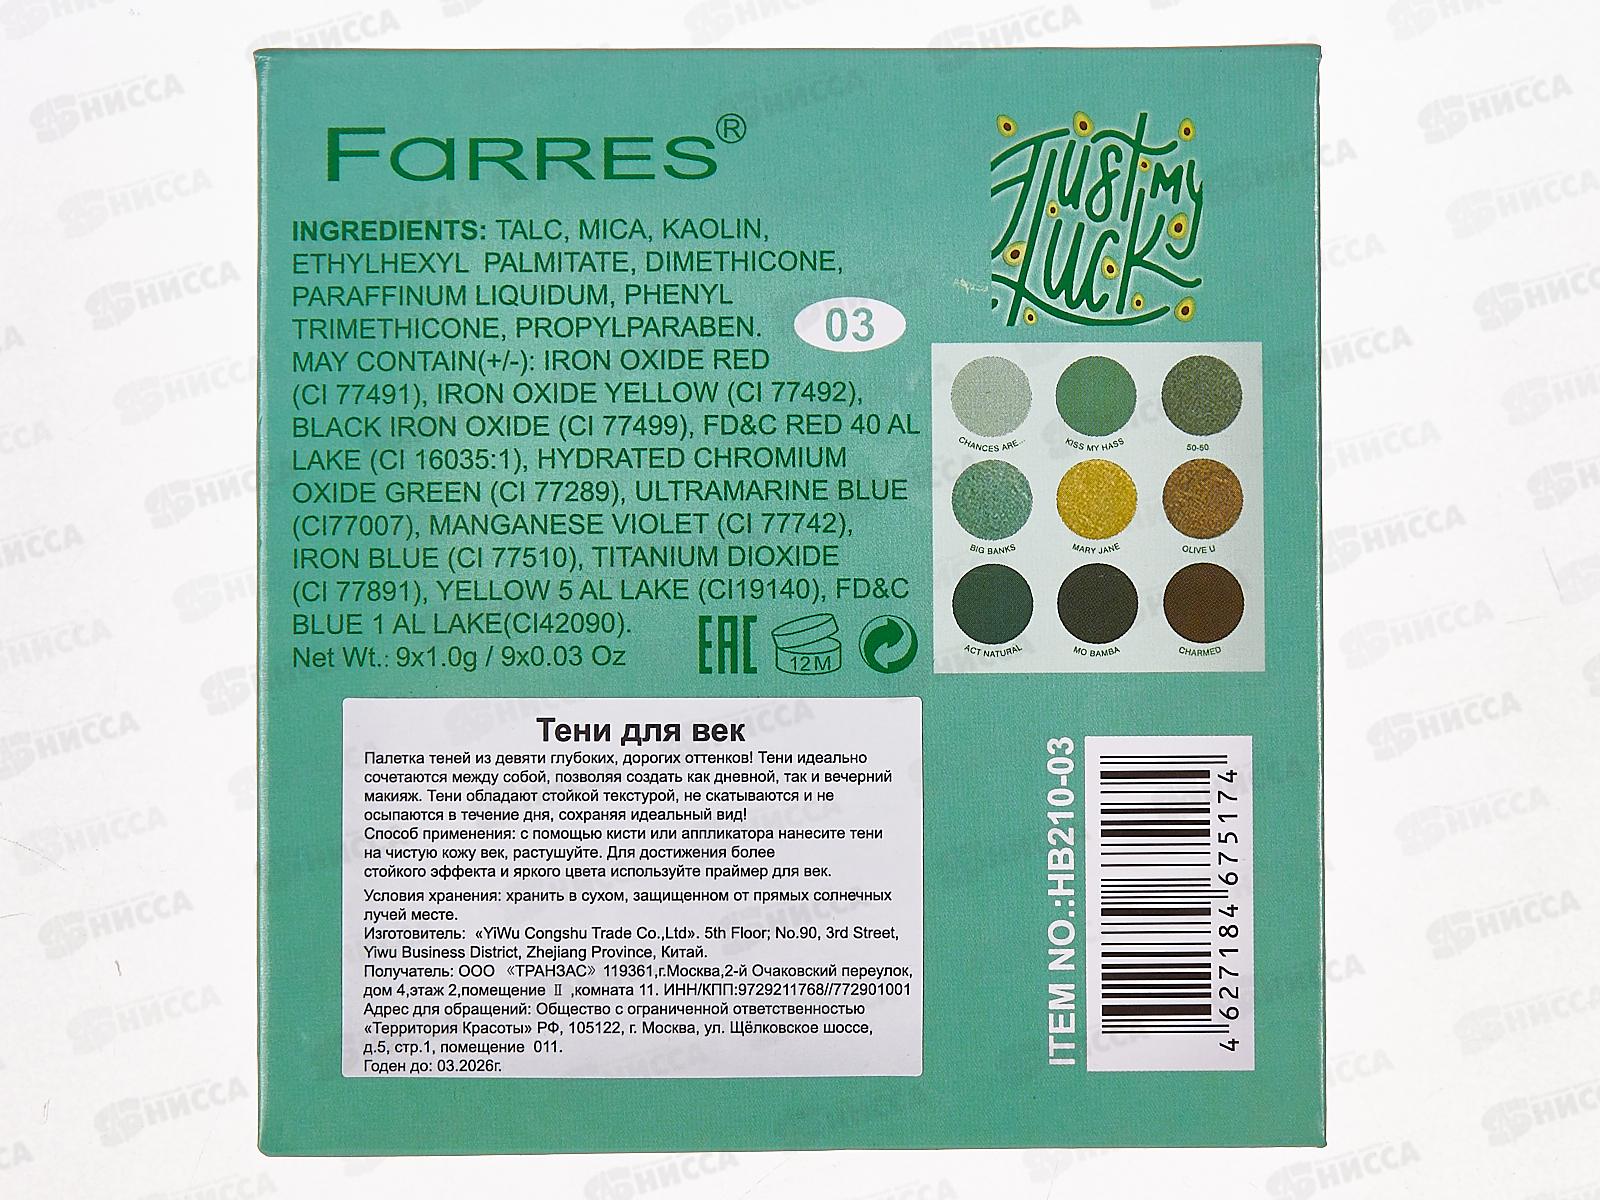 FARRES®
INGREDIENTS: TALC, MICA, KAOLIN,
ETHYLHEXYL PALMITATE, DIMETHICONE,
PARAFFINUM LIQUIDUM, PHENYL
TRIMETHICONE, PROPYLPARABEN.
MAY CONTAIN(+/-): IRON OXIDE RED
(CI 77491), IRON OXIDE YELLOW (CI 77492),
BLACK IRON OXIDE (CI 77499), FD&C RED 40 AL
LAKE (CI 16035:1), HYDRATED CHROMIUM
OXIDE GREEN (CI 77289), ULTRAMARINE BLUE
(CI77007), MANGANESE VIOLET (CI 77742),
IRON BLUE (CI 77510), TITANIUM DIOXIDE
(CI 77891), YELLOW 5 AL LAKE (CI19140), FD&C
BLUE 1 AL LAKE(CI42090).
Net Wt.: 9x1.0g / 9x0.03 Oz
03
EAC
12M
Just my
Luck
CHANCES ARE... KISS MY HASS 50-50
BIG BANKS MARY JANE OLIVE U
ACT NATURAL MO BAMBA CHARMED
Тени для век
Палетка теней из девяти глубоких, дорогих оттенков! Тени идеально
сочетаются между собой, позволяя создать как дневной, так и вечерний
макияж. Тени обладают стойкой текстурой, не скатываются и не
осыпаются в течение дня, сохраняя идеальный вид!
Способ применения: с помощью кисти или аппликатора нанесите тени
на чистую кожу век, растушуйте. Для достижения более
стойкого эффекта и яркого цвета используйте праймер для век.
Условия хранения: хранить в сухом, защищенном от прямых солнечных
лучей месте.
Изготовитель: «YiWu Congshu Trade Co.,Ltd». 5th Floor; No.90, 3rd Street,
Yiwu Business District, Zhejiang Province, Китай.
Получатель: ООО «ТРАНЗАС» 119361,г.Москва,2-й Очаковский переулок,
дом 4,этаж 2,помещение II ,комната 11. ИНН/КПП:9729211768//772901001
Адрес для обращений: Общество с ограниченной ответственностью
«Территория Красоты» РФ, 105122, г. Москва, ул. Щёлковское шоссе,
д.5, стр.1, помещение 011.
Годен до: 03.2026г.
ITEM NO.:HB210-03
4 627184 675174
НИССА